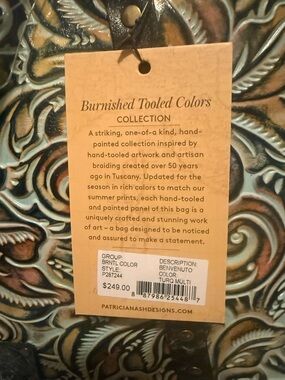 Burnished Tooled Colors
COLLECTION
A striking, one-of-a kind, hand-
painted collection inspired by
hand-tooled artwork and artisan
braiding created over 50 years
ago in Tuscany. Updated for the
season in rich colors to match our
summer prints, each hand-tooled
and painted panel of this bag is a
uniquely crafted and stunning work
of art – a bag designed to be noticed
and assured to make a statement.
GROUP: DESCRIPTION:
BRNTL COLOR BENVENUTO
STYLE: COLOR:
P287244 TURQ MULTI
$249.00
8 87986 25448 7
PATRICIANASHDESIGNS.COM